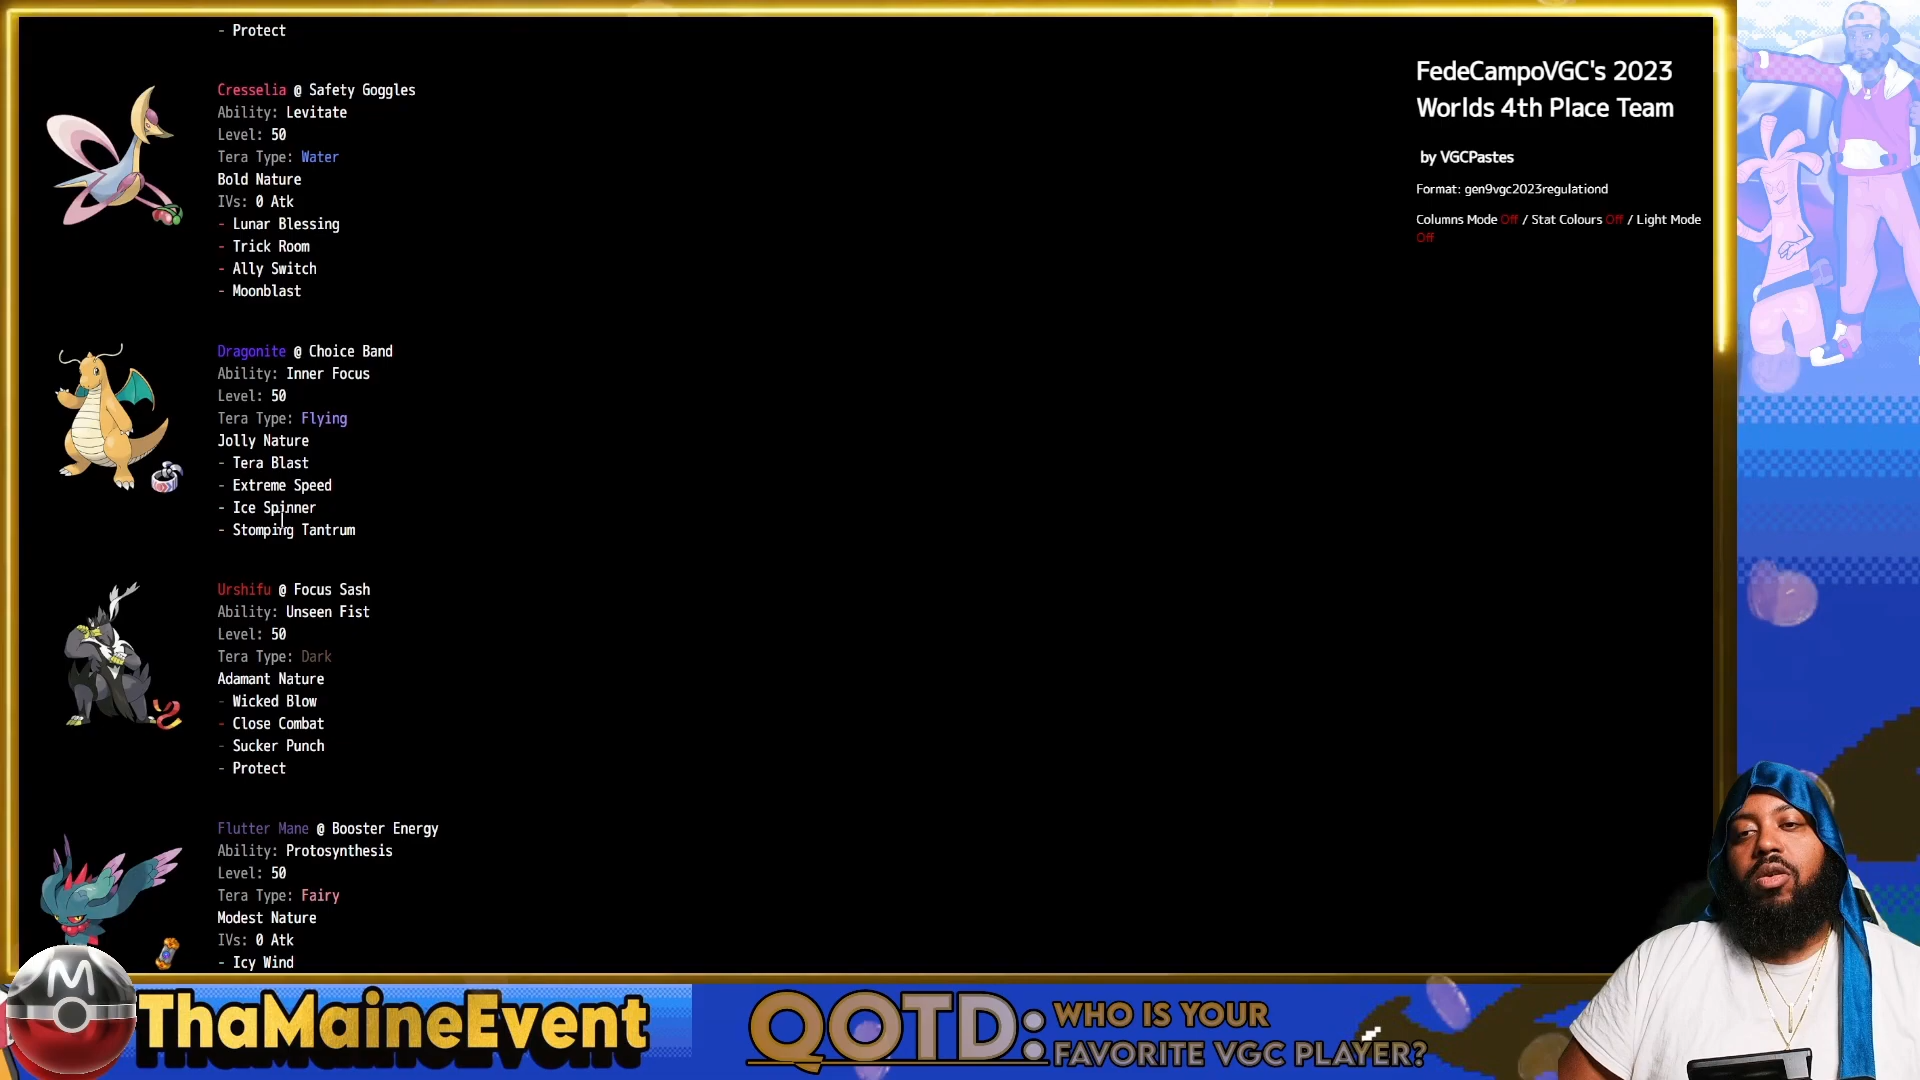 - Protect
Cresselia @ Safety Goggles
Ability: Levitate
Level: 50
Tera Type: Water
Bold Nature
IVs: 0 Atk
- Lunar Blessing
- Trick Room
- Ally Switch
- Moonblast
Dragonite @ Choice Band
Ability: Inner Focus
Level: 50
Tera Type: Flying
Jolly Nature
- Tera Blast
- Extreme Speed
- Ice Spinner
- Stomping Tantrum
Urshifu @ Focus Sash
Ability: Unseen Fist
Level: 50
Tera Type: Dark
Adamant Nature
- Wicked Blow
- Close Combat
- Sucker Punch
- Protect
Flutter Mane @ Booster Energy
Ability: Protosynthesis
Level: 50
Tera Type: Fairy
Modest Nature
IVs: 0 Atk
- Icy Wind
FedeCampoVGC's 2023
Worlds 4th Place Team
by VGCPastes
Format: gen9vgc2023regulationd
Columns Mode Off / Stat Colours Off / Light Mode
Off
M
ThaMaineEvent
QOTD:
WHO IS YOUR
FAVORITE VGC PLAYER?